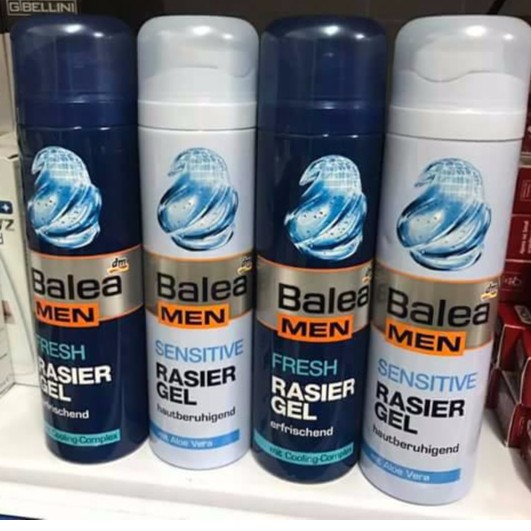 GIBELLINI
dm
Balea
MEN
FRESH
RASIER
GEL
erfrischend
Cooling-Complex
dm
Balea
MEN
SENSITIVE
RASIER
GEL
hautberuhigend
mit Aloe Vera
dm
Balea
MEN
FRESH
RASIER
GEL
erfrischend
mit Cooling-Complex
dm
Balea
MEN
SENSITIVE
RASIER
GEL
hautberuhigend
mit Aloe Vera